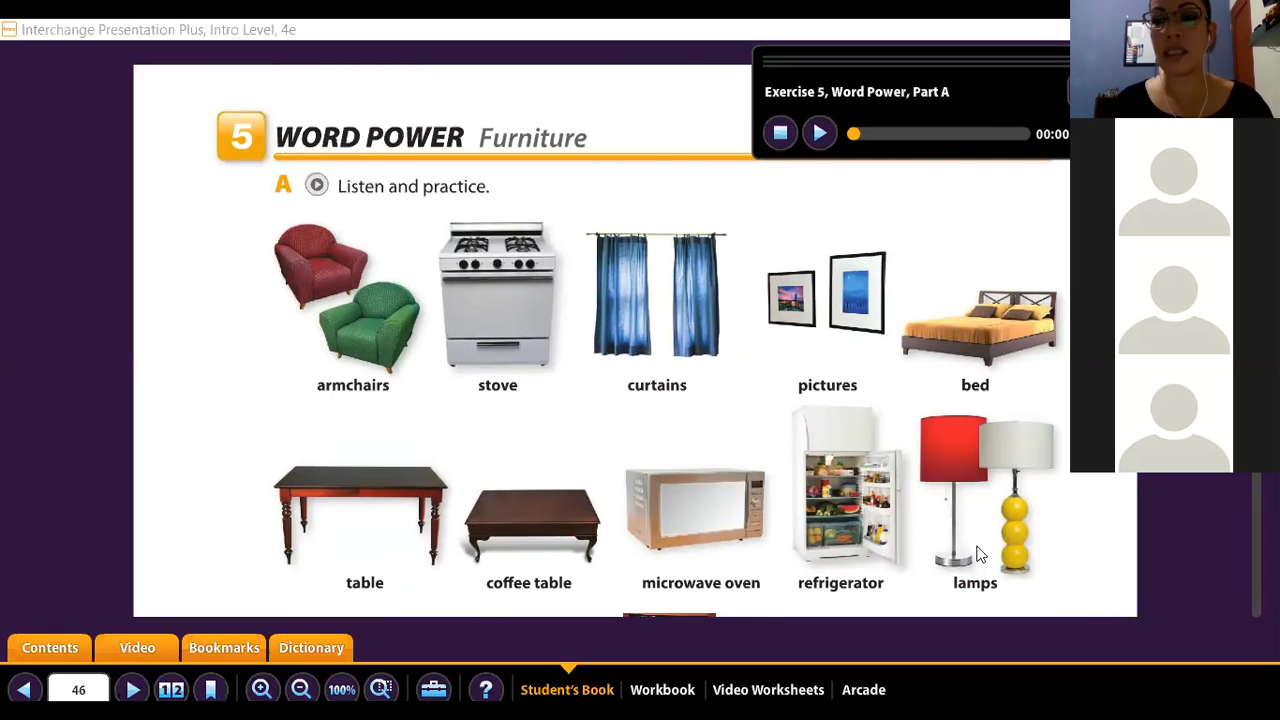 Interchange Presentation Plus, Intro Level, 4e
Exercise 5, Word Power, Part A
00:00
5 WORD POWER Furniture
A Listen and practice.
armchairs stove curtains pictures bed
table coffee table microwave oven refrigerator lamps
Contents Video Bookmarks Dictionary
46 1 2 100% ? Student's Book Workbook Video Worksheets Arcade